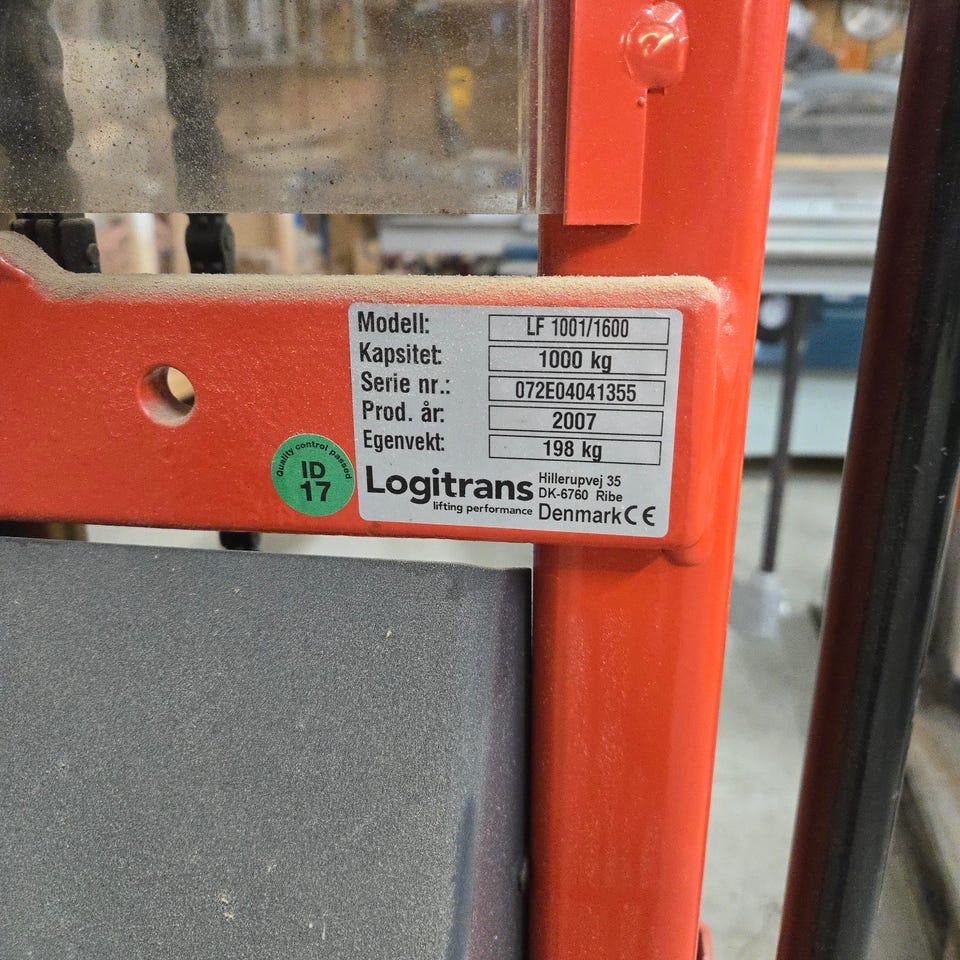 Modell: LF 1001/1600
Kapsitet: 1000 kg
Serie nr.: 072E04041355
Prod. år: 2007
Egenvekt: 198 kg
Quality control passed
ID
17
Logitrans
lifting performance
Hillerupvej 35
DK-6760 Ribe
Denmark CE